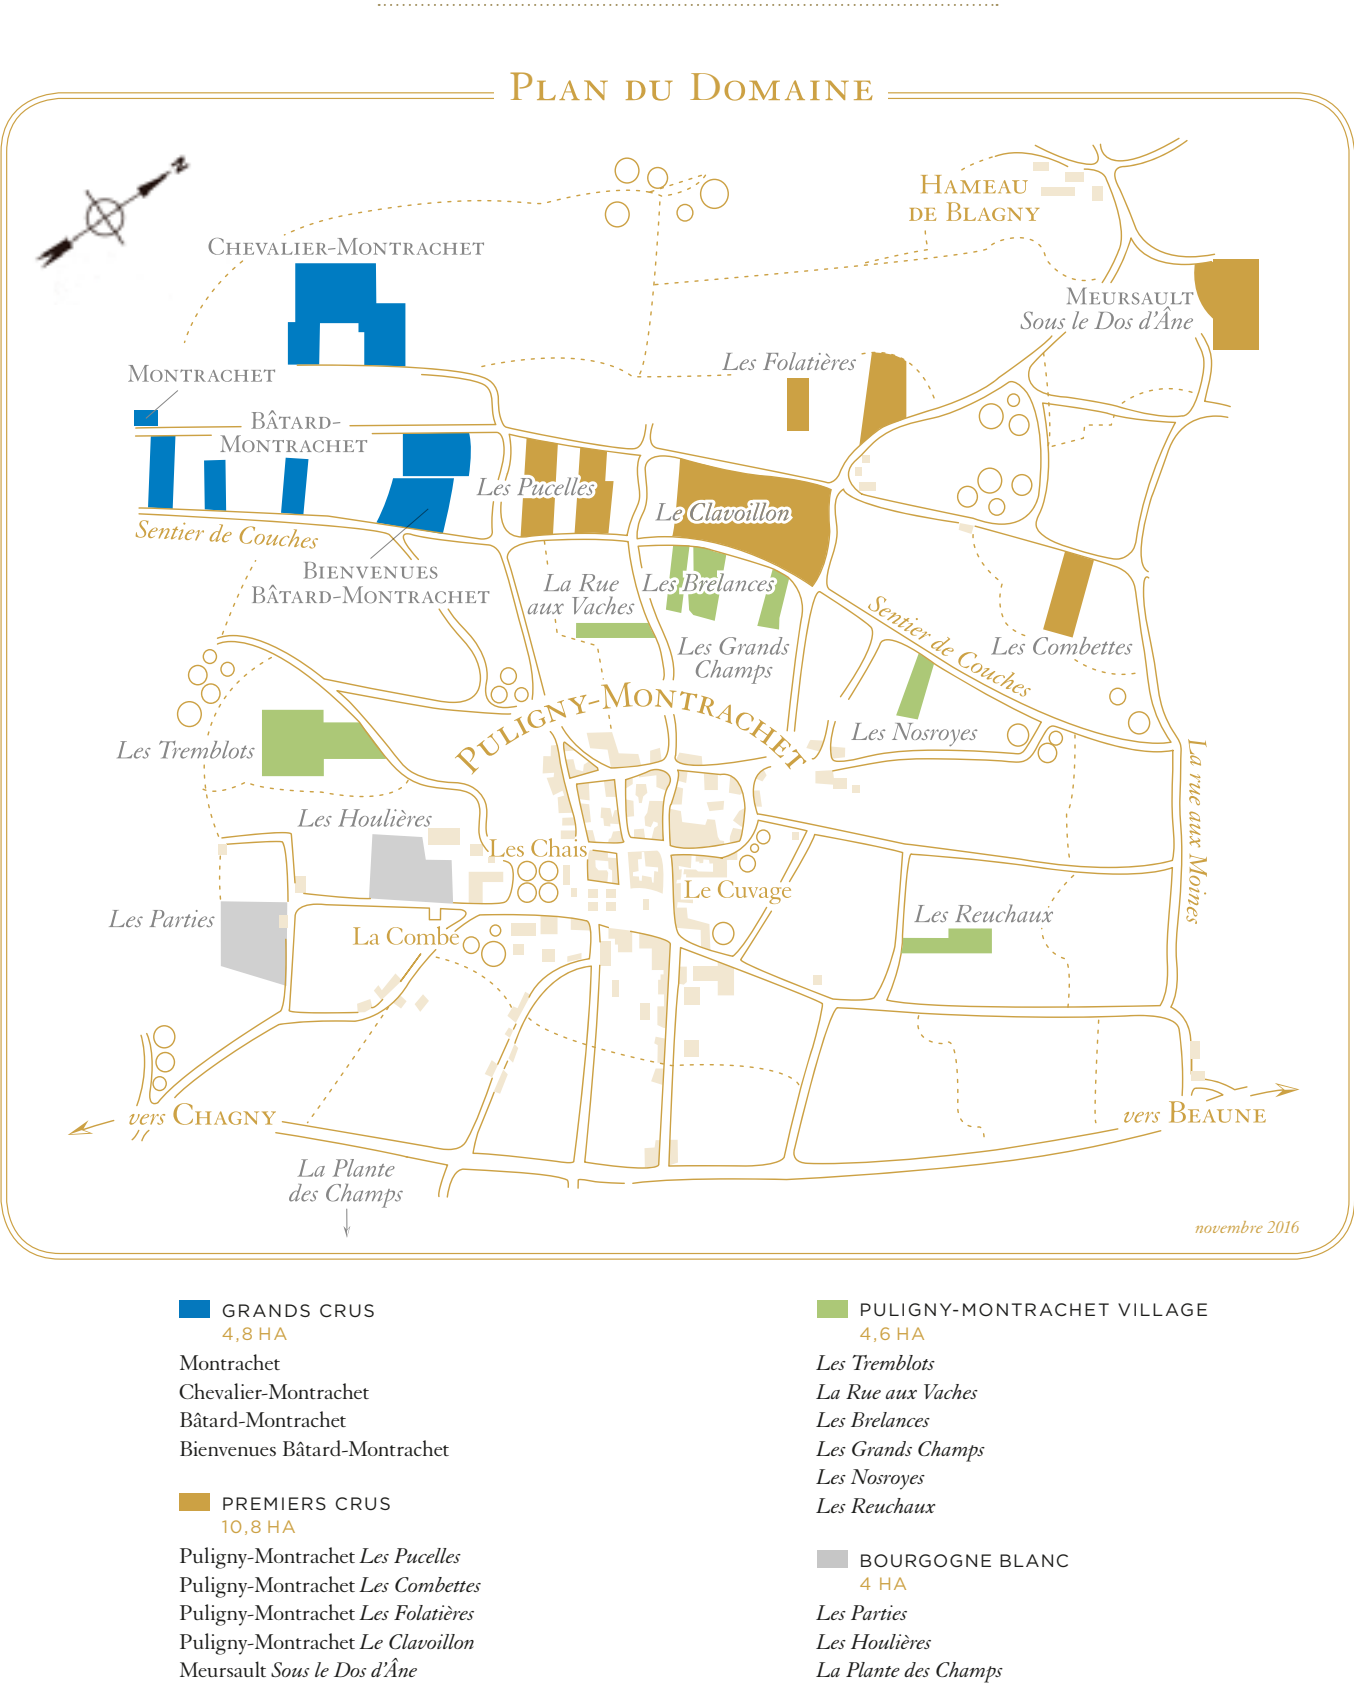 PLAN DU DOMAINE
N
HAMEAU
DE BLAGNY
CHEVALIER-MONTRACHET
MEURSAULT
Sous le Dos d'Âne
Les Folatières
MONTRACHET
BÂTARD-
MONTRACHET
Les Pucelles
Le Clavoillon
Sentier de Couches
BIENVENUES
BÂTARD-MONTRACHET
La Rue
aux Vaches
Les Brelances
Les Grands
Champs
Sentier de Couches
Les Combettes
PULIGNY-MONTRACHET
Les Nosroyes
Les Tremblots
La rue aux Moines
Les Houlières
Les Chais
Le Cuvage
Les Parties
La Combe
Les Reuchaux
vers CHAGNY
vers BEAUNE
La Plante
des Champs
novembre 2016
GRANDS CRUS
4,8 HA
Montrachet
Chevalier-Montrachet
Bâtard-Montrachet
Bienvenues Bâtard-Montrachet
PREMIERS CRUS
10,8 HA
Puligny-Montrachet Les Pucelles
Puligny-Montrachet Les Combettes
Puligny-Montrachet Les Folatières
Puligny-Montrachet Le Clavoillon
Meursault Sous le Dos d'Âne
PULIGNY-MONTRACHET VILLAGE
4,6 HA
Les Tremblots
La Rue aux Vaches
Les Brelances
Les Grands Champs
Les Nosroyes
Les Reuchaux
BOURGOGNE BLANC
4 HA
Les Parties
Les Houlières
La Plante des Champs